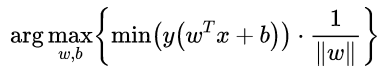 arg max_{w,b} { min(y(w^T x + b)) · 1/‖w‖ }